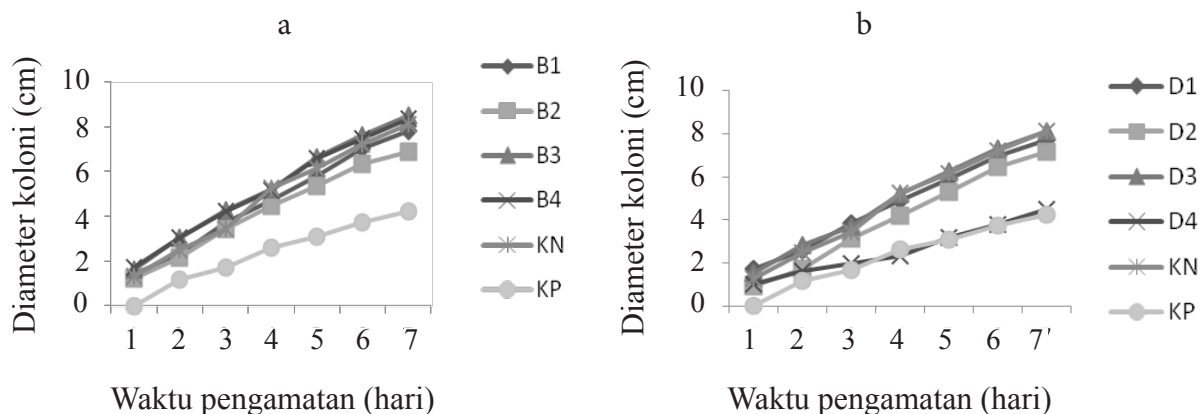 a
Diameter koloni (cm)
10
8
6
4
2
0
1 2 3 4 5 6 7
Waktu pengamatan (hari)
B1
B2
B3
B4
KN
KP
b
Diameter koloni (cm)
10
8
6
4
2
0
1 2 3 4 5 6 7'
Waktu pengamatan (hari)
D1
D2
D3
D4
KN
KP